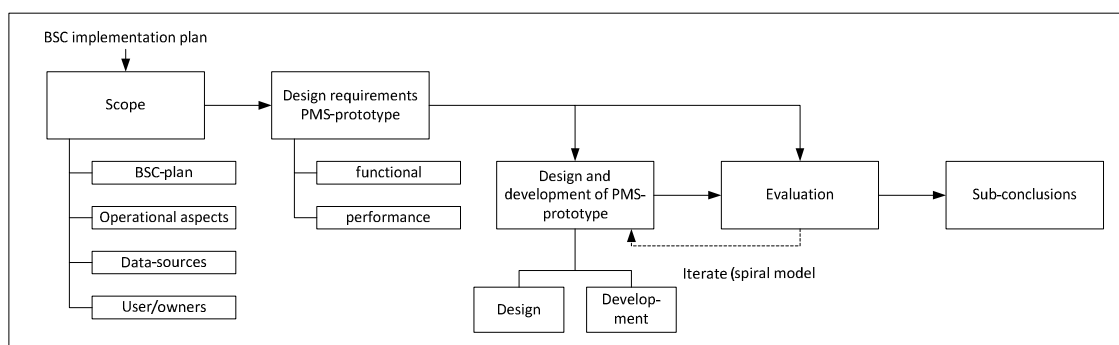 BSC implementation plan
Scope
Design requirements
PMS-prototype
BSC-plan
Operational aspects
Data-sources
User/owners
functional
performance
Design and
development of PMS-
prototype
Evaluation
Sub-conclusions
Iterate (spiral model
Design
Develop-
ment